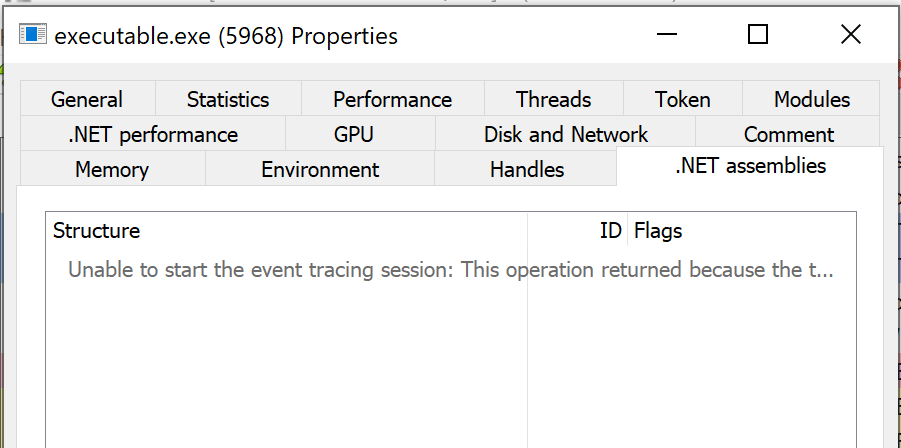 executable.exe (5968) Properties
General Statistics Performance Threads Token Modules
.NET performance GPU Disk and Network Comment
Memory Environment Handles .NET assemblies
Structure ID Flags
Unable to start the event tracing session: This operation returned because the t...